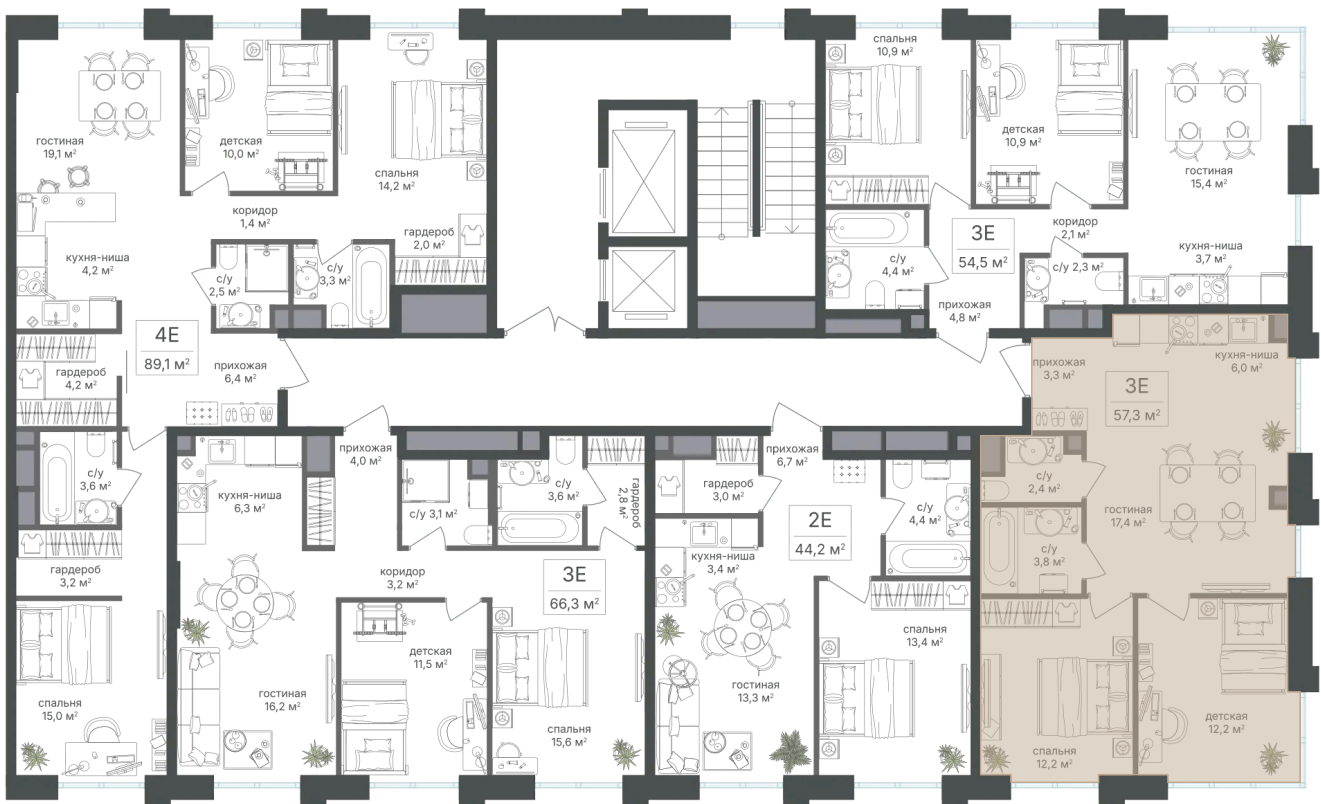 гостиная
19,1 м²
детская
10,0 м²
спальня
14,2 м²
коридор
1,4 м²
гардероб
2,0 м²
кухня-ниша
4,2 м²
с/у
2,5 м²
с/у
3,3 м²
4Е
89,1 м²
гардероб
4,2 м²
прихожая
6,4 м²
с/у
3,6 м²
гардероб
3,2 м²
спальня
15,0 м²
спальня
10,9 м²
детская
10,9 м²
гостиная
15,4 м²
коридор
2,1 м²
3Е
54,5 м²
с/у
4,4 м²
с/у 2,3 м²
кухня-ниша
3,7 м²
прихожая
4,8 м²
прихожая
3,3 м²
кухня-ниша
6,0 м²
3Е
57,3 м²
с/у
2,4 м²
гостиная
17,4 м²
с/у
3,8 м²
спальня
12,2 м²
детская
12,2 м²
кухня-ниша
6,3 м²
прихожая
4,0 м²
с/у 3,1 м²
с/у
3,6 м²
гардероб
2,8 м²
коридор
3,2 м²
3Е
66,3 м²
детская
11,5 м²
гостиная
16,2 м²
спальня
15,6 м²
прихожая
6,7 м²
гардероб
3,0 м²
с/у
4,4 м²
2Е
44,2 м²
кухня-ниша
3,4 м²
гостиная
13,3 м²
спальня
13,4 м²